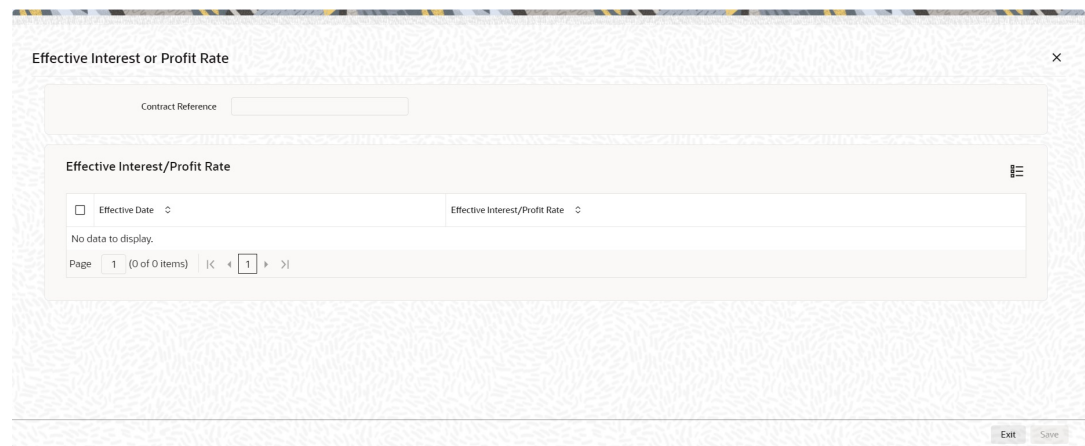 Effective Interest or Profit Rate
Contract Reference
Effective Interest/Profit Rate
Effective Date Effective Interest/Profit Rate
No data to display.
Page 1 (0 of 0 items) 1
Exit Save